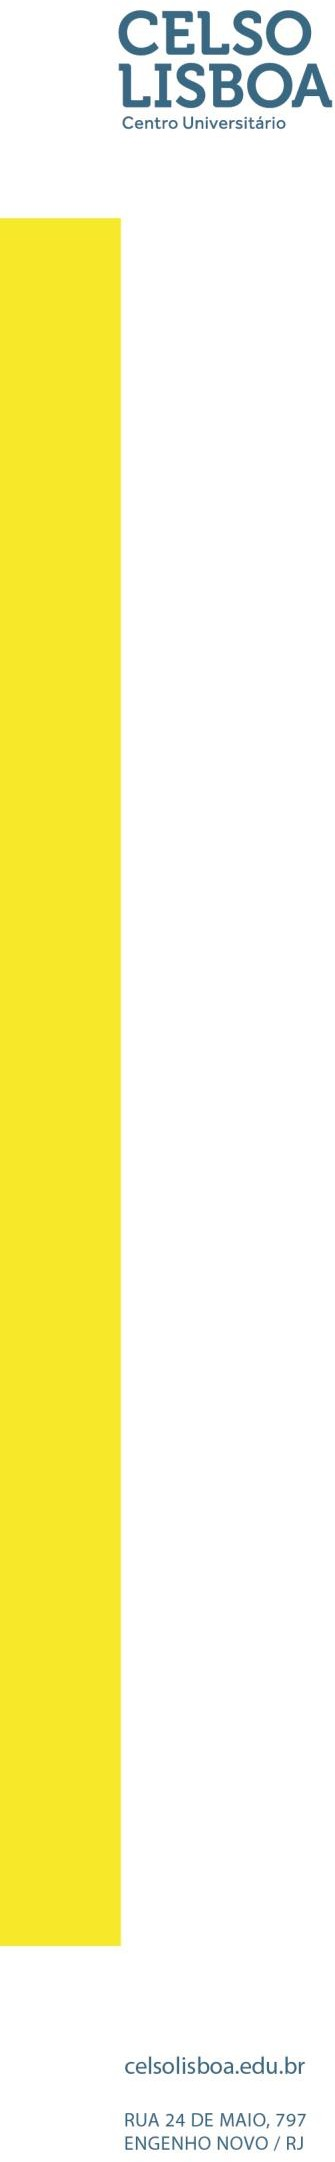 CELSO
LISBOA
Centro Universitário
celsolisboa.edu.br
RUA 24 DE MAIO, 797
ENGENHO NOVO / RJ